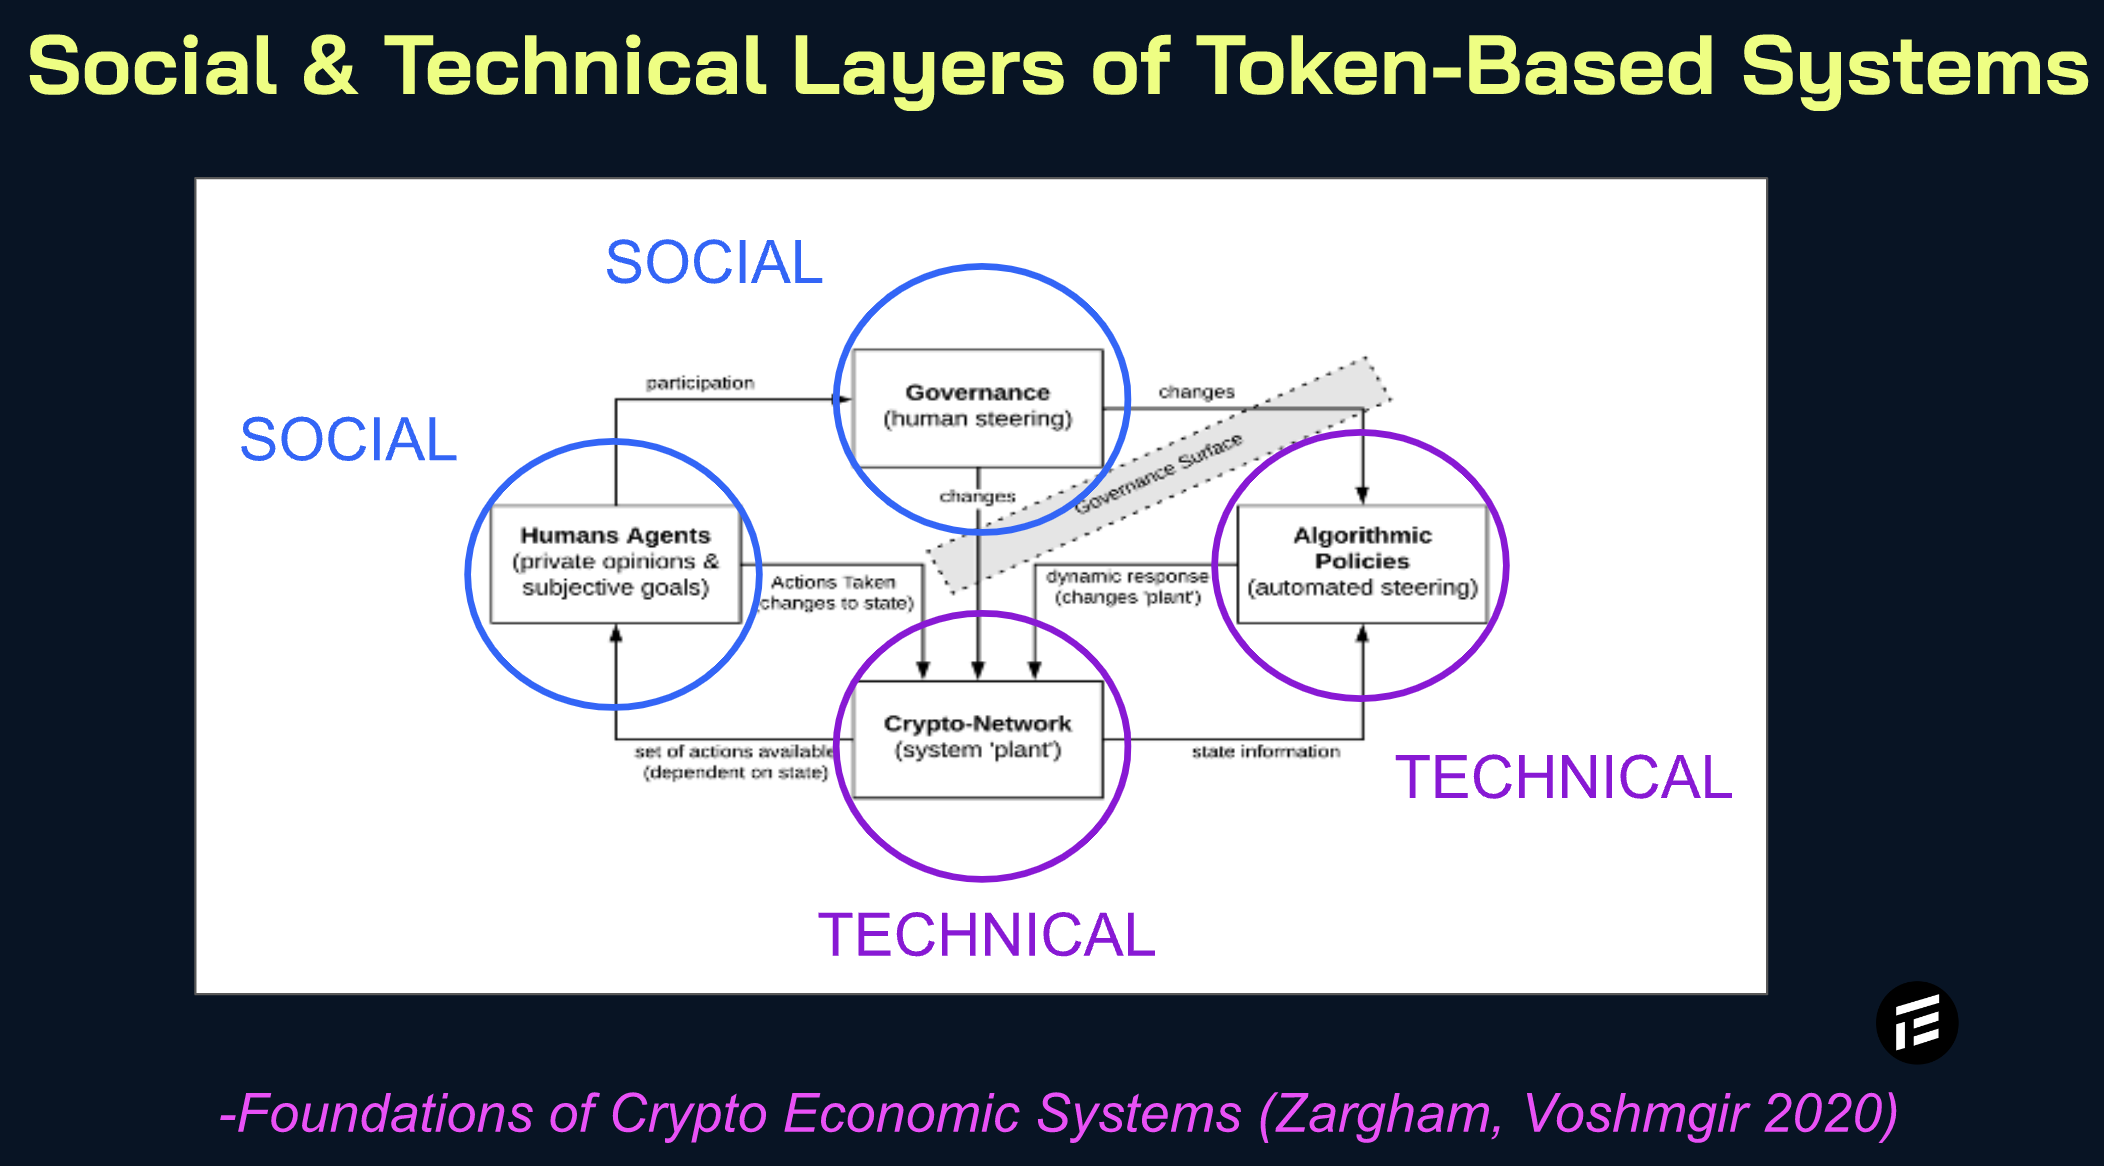 Social & Technical Layers of Token-Based Systems
SOCIAL
participation
Governance
(human steering)
changes
SOCIAL
Governance Surface
changes
Humans Agents
(private opinions &
subjective goals)
Actions Taken
(changes to state)
dynamic response
(changes 'plant')
Algorithmic
Policies
(automated steering)
Crypto-Network
(system 'plant')
set of actions available
(dependent on state)
state information
TECHNICAL
TECHNICAL
-Foundations of Crypto Economic Systems (Zargham, Voshmgir 2020)